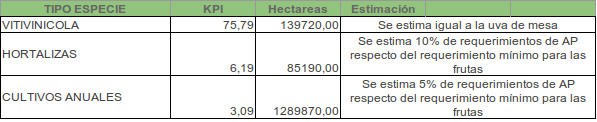 TIPO ESPECIE KPI Hectareas Estimación
VITIVINICOLA 75,79 139720,00 Se estima igual a la uva de mesa
HORTALIZAS 6,19 85190,00 Se estima 10% de requerimientos de AP
respecto del requerimiento mínimo para las
frutas
CULTIVOS ANUALES 3,09 1289870,00 Se estima 5% de requerimientos de AP
respecto del requerimiento mínimo para las
frutas